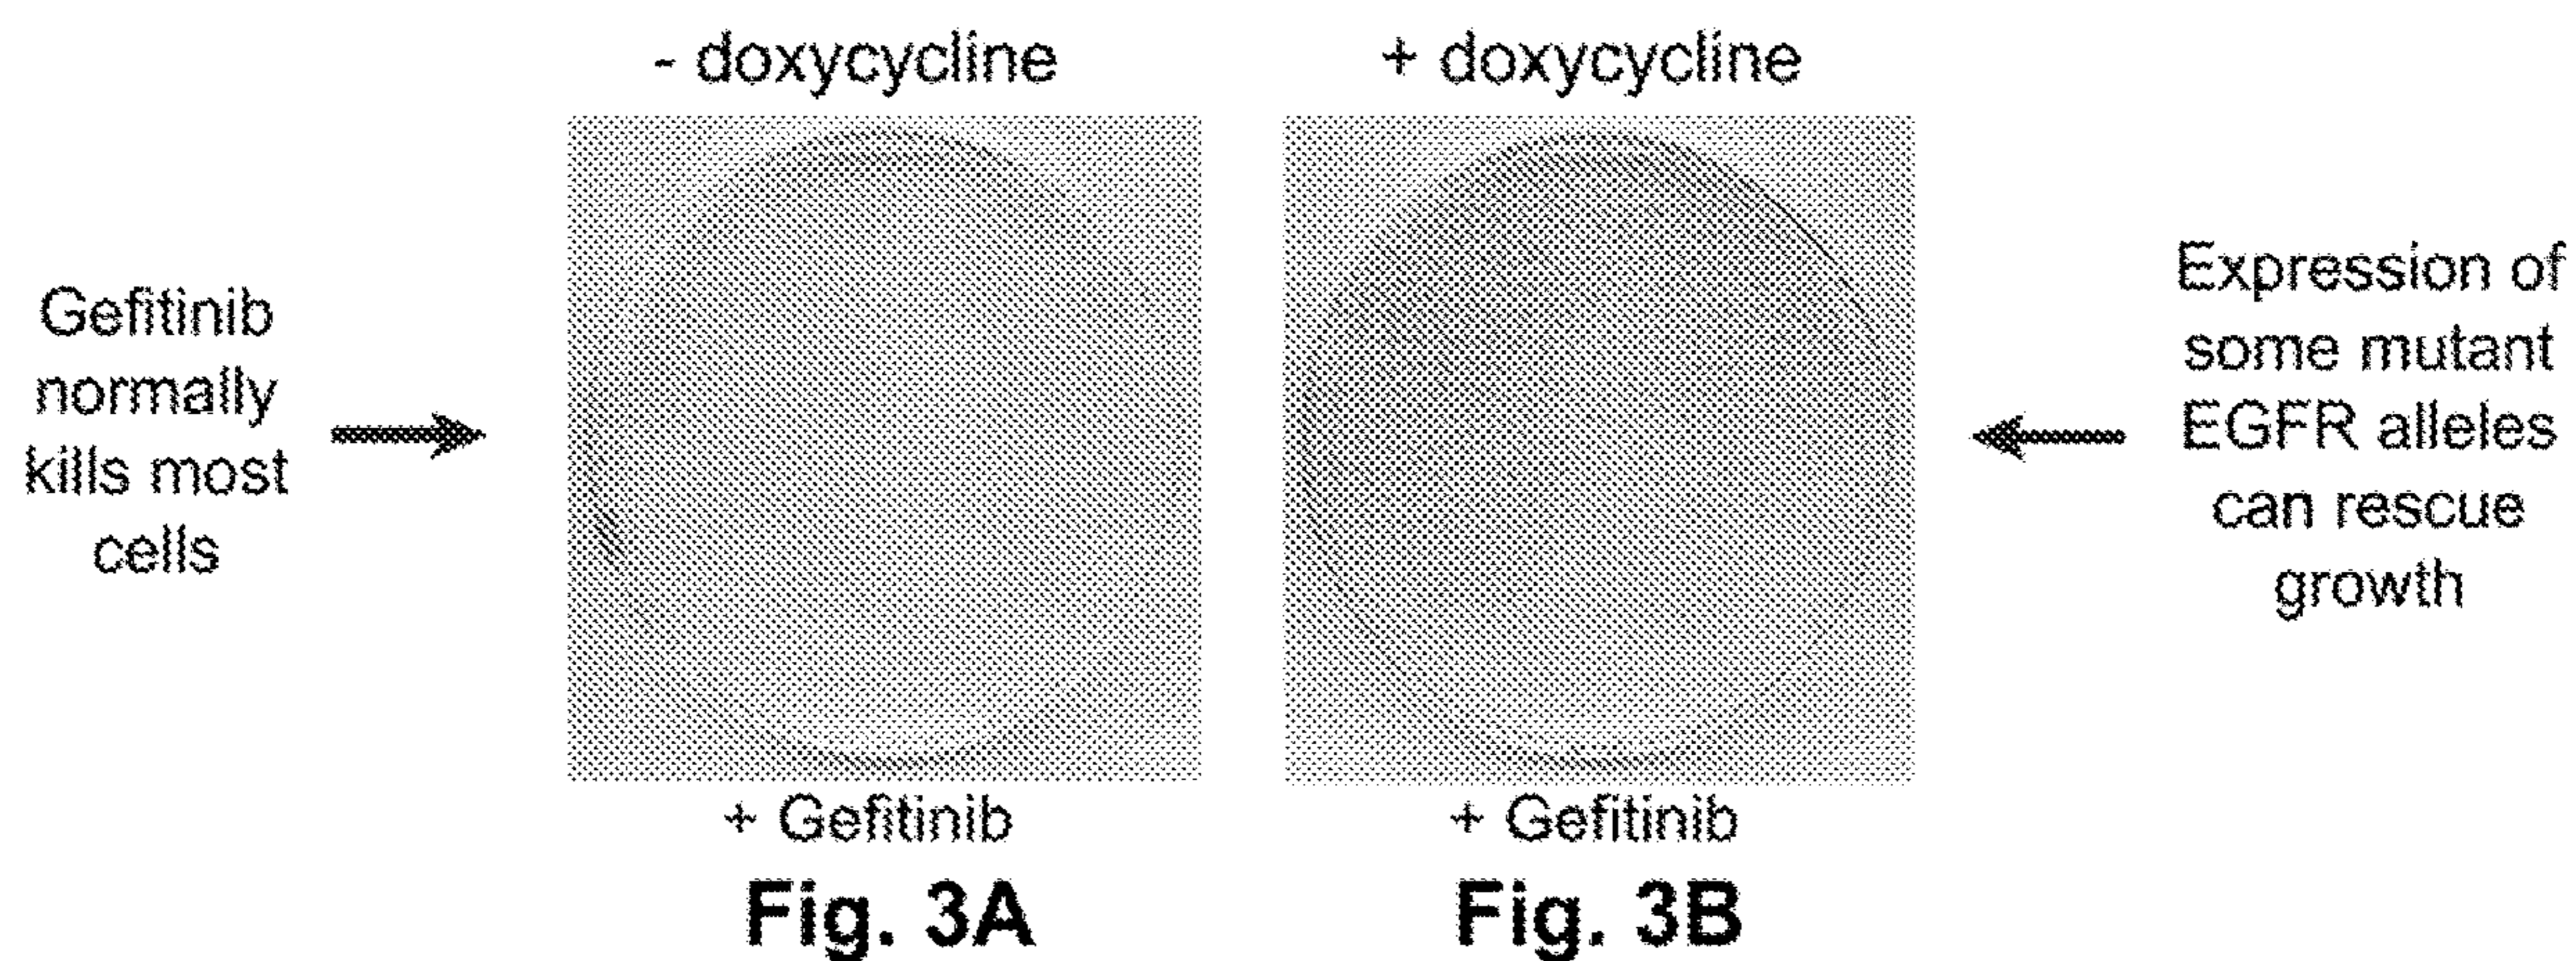 - doxycycline
+ doxycycline
Gefitinib
normally
kills most
cells
Expression of
some mutant
EGFR alleles
can rescue
growth
+ Gefitinib
+ Gefitinib
Fig. 3A
Fig. 3B